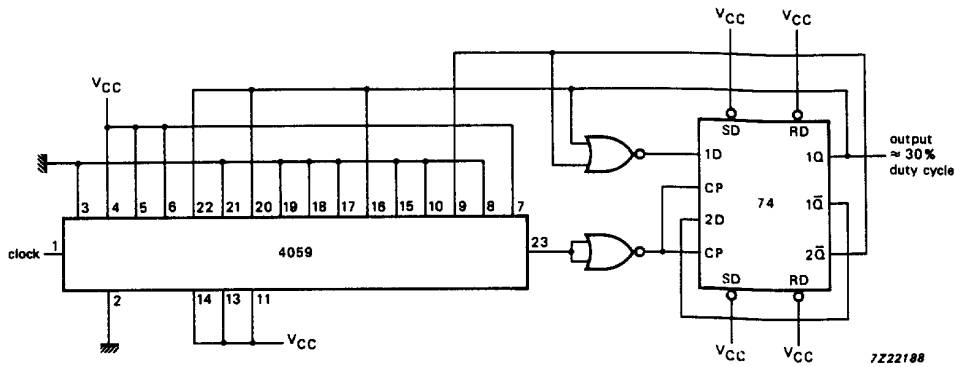 VCC VCC
VCC
SD RD
1D 1Q
output
≈ 30%
duty cycle
CP 1Q̅
2D 74
CP 2Q̅
SD RD
3 4 5 6 22 21 20 19 18 17 16 15 10 9 8 7
clock 1 4059 23
2 14 13 11
VCC
VCC VCC
7Z22188